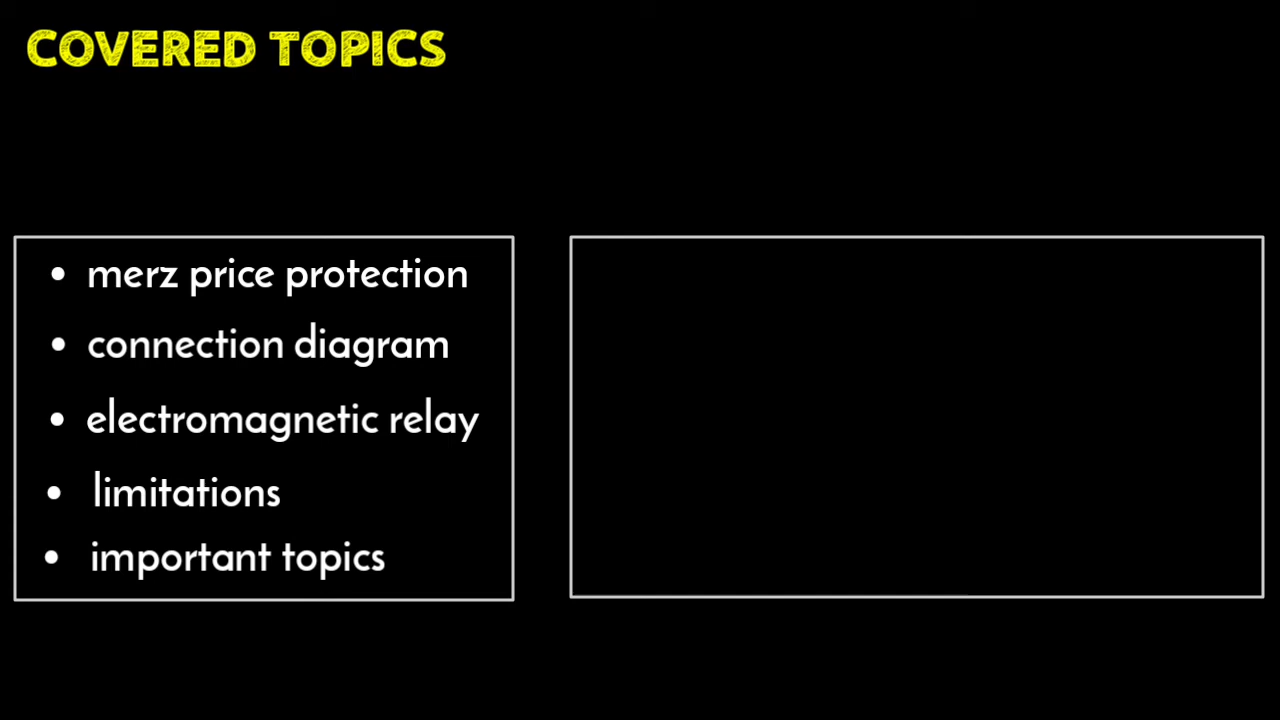 COVERED TOPICS
• merz price protection
• connection diagram
• electromagnetic relay
• limitations
• important topics